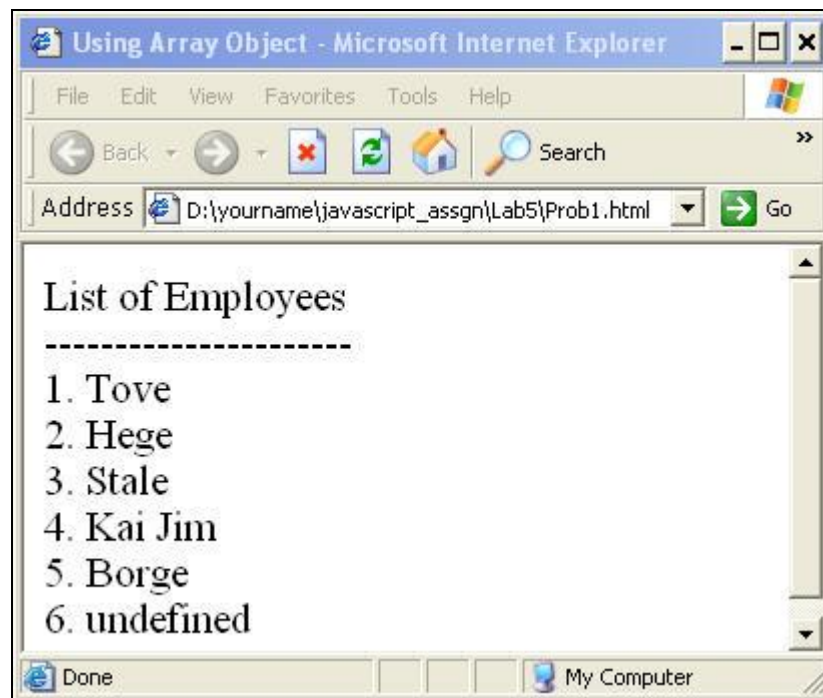 Using Array Object - Microsoft Internet Explorer
File Edit View Favorites Tools Help
Back Search »
Address D:\yourname\javascript_assgn\Lab5\Prob1.html Go
List of Employees
----------------------
1. Tove
2. Hege
3. Stale
4. Kai Jim
5. Borge
6. undefined
Done My Computer